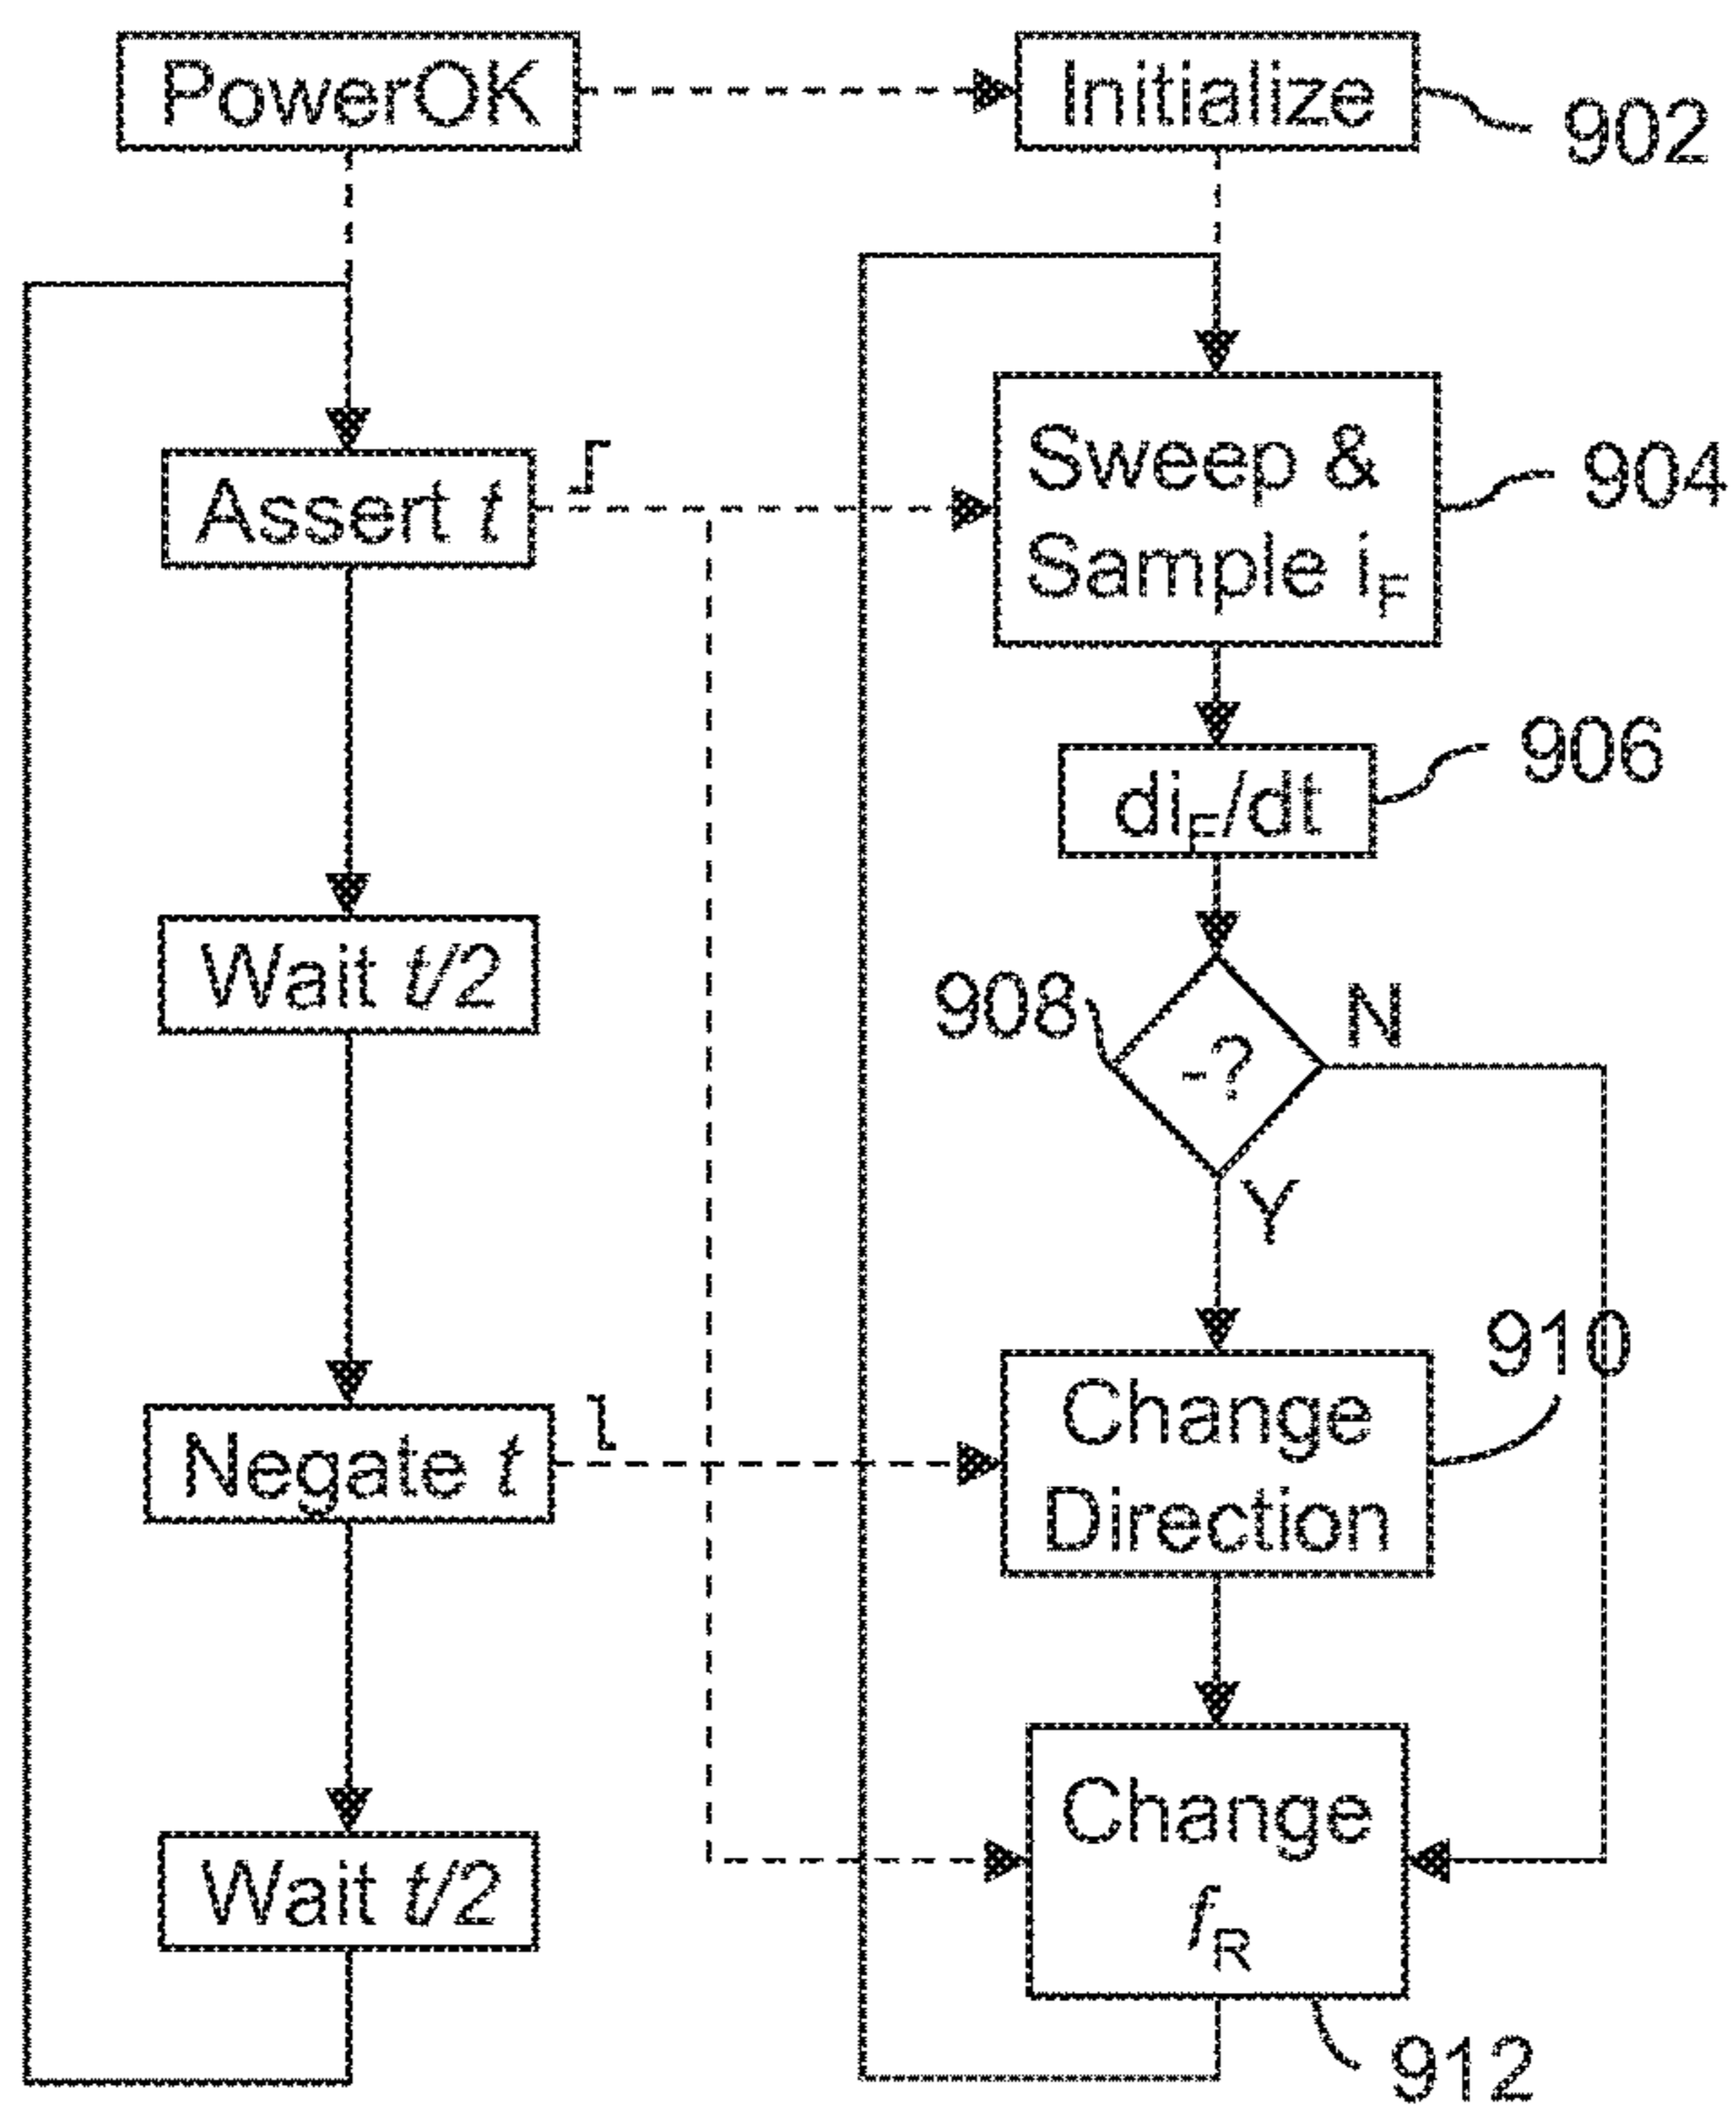 PowerOK
Initialize
902
Assert t
Sweep &
Sample iF
904
diF/dt
906
Wait t/2
908
-?
N
Y
Negate t
Change
Direction
910
Wait t/2
Change
fR
912